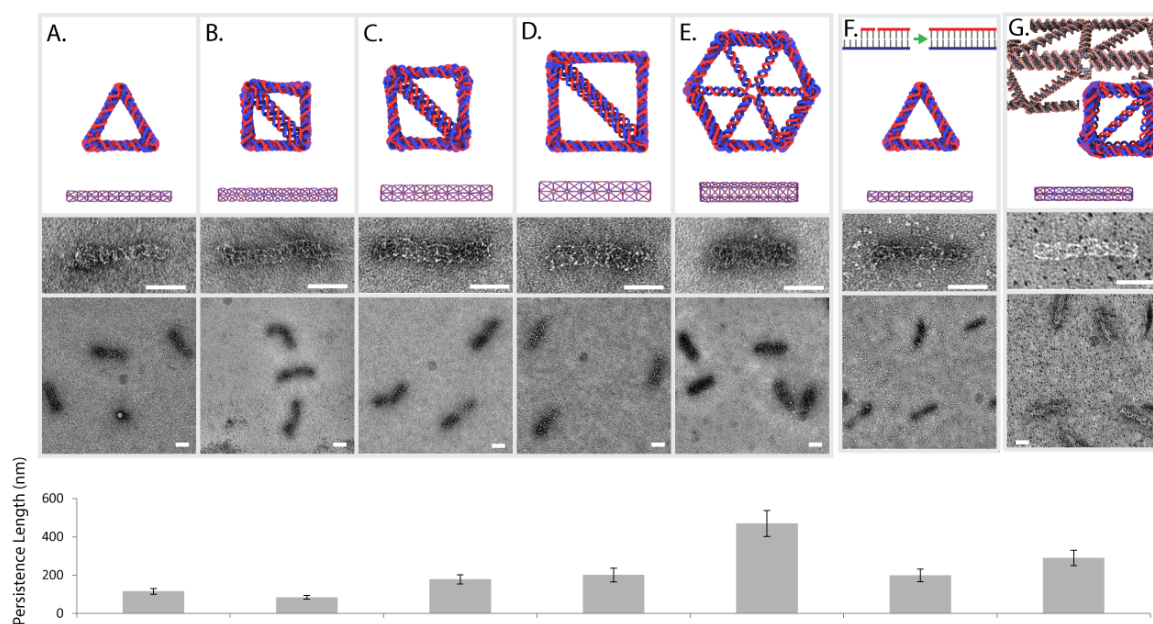 A.
B.
C.
D.
E.
F.
G.
Persistence Length (nm)
600
400
200
0